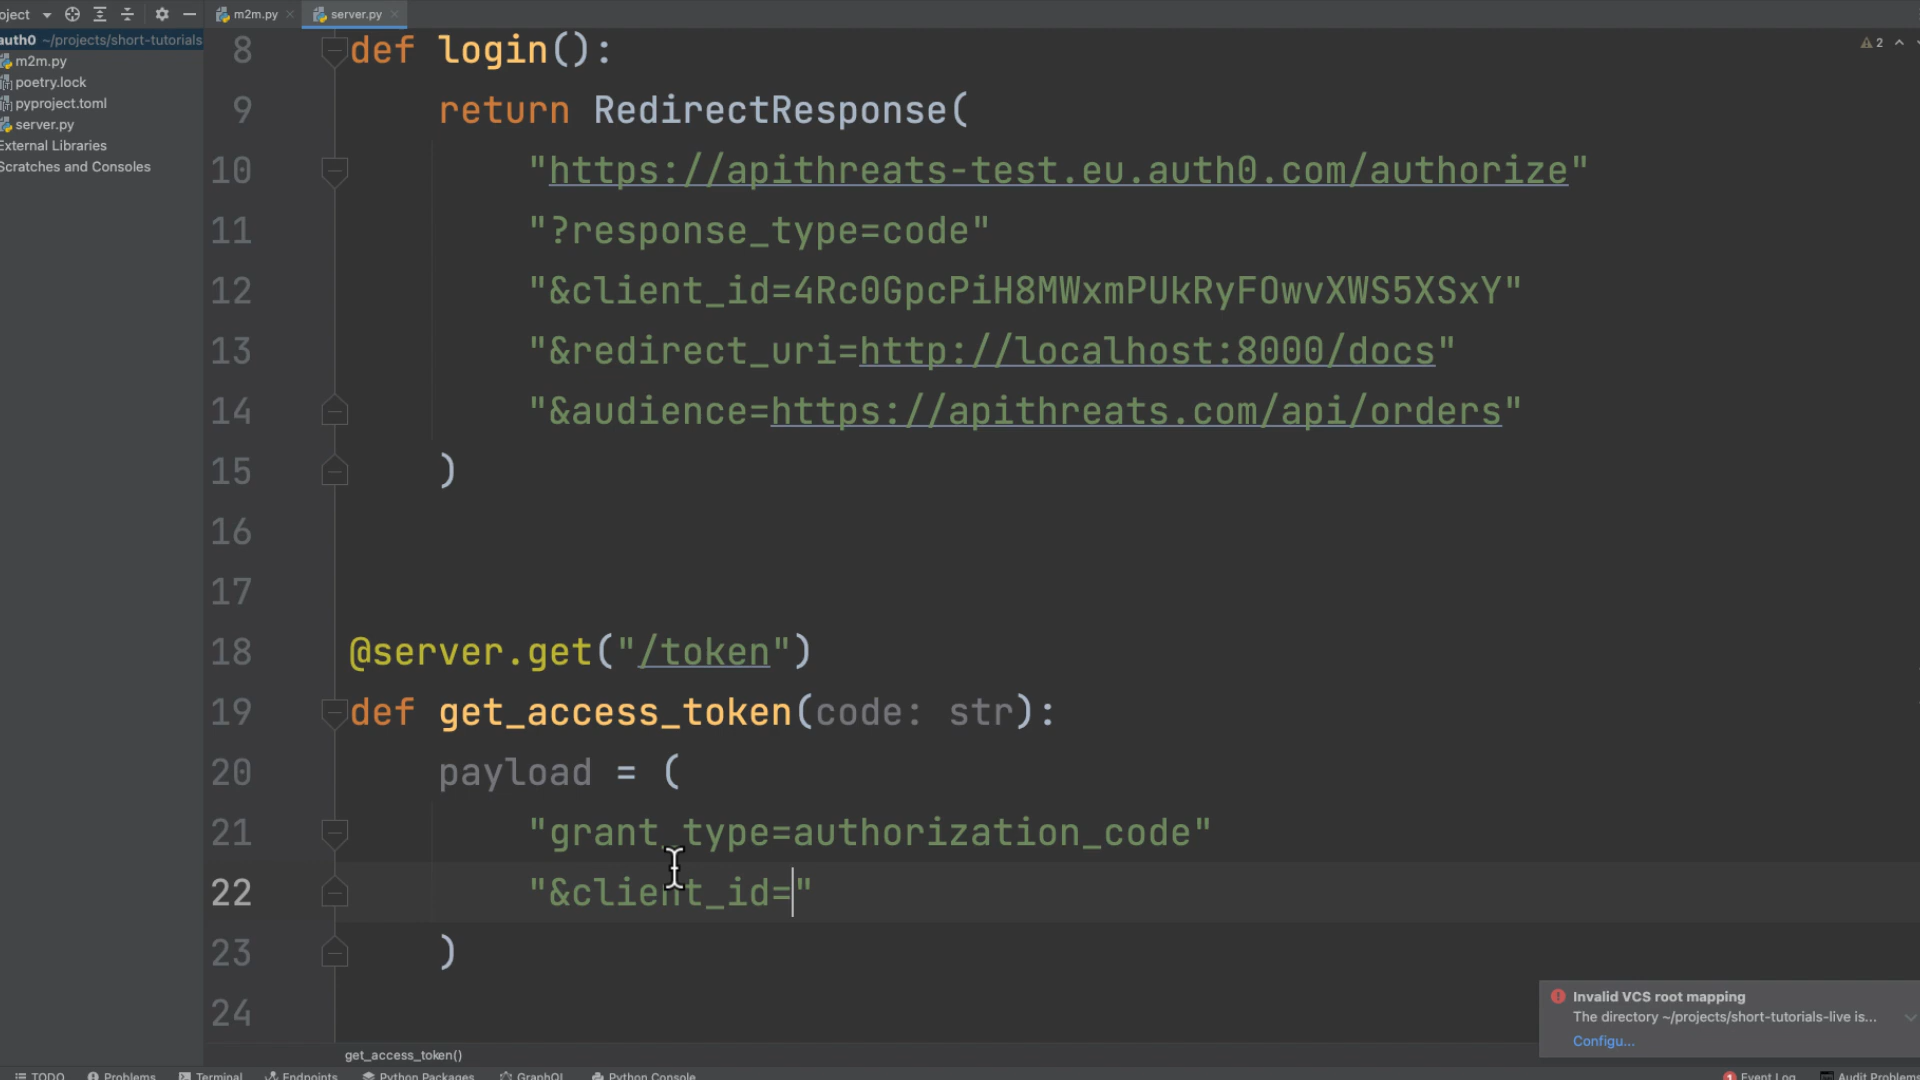 oject
m2m.py
server.py
auth0 ~/projects/short-tutorials
m2m.py
poetry.lock
pyproject.toml
server.py
External Libraries
Scratches and Consoles
2
8 def login():
9 return RedirectResponse(
10 "https://apithreats-test.eu.auth0.com/authorize"
11 "?response_type=code"
12 "&client_id=4Rc0GpcPiH8MWxmPUkRyFOwvXWS5XSxY"
13 "&redirect_uri=http://localhost:8000/docs"
14 "&audience=https://apithreats.com/api/orders"
15 )
16
17
18 @server.get("/token")
19 def get_access_token(code: str):
20 payload = (
21 "grant_type=authorization_code"
22 "&client_id="
23 )
24
Invalid VCS root mapping
The directory ~/projects/short-tutorials-live is...
Configu...
get_access_token()
TODO Problems Terminal Endpoints Python Packages GraphQL Python Console
1 Event Log Audit Problems